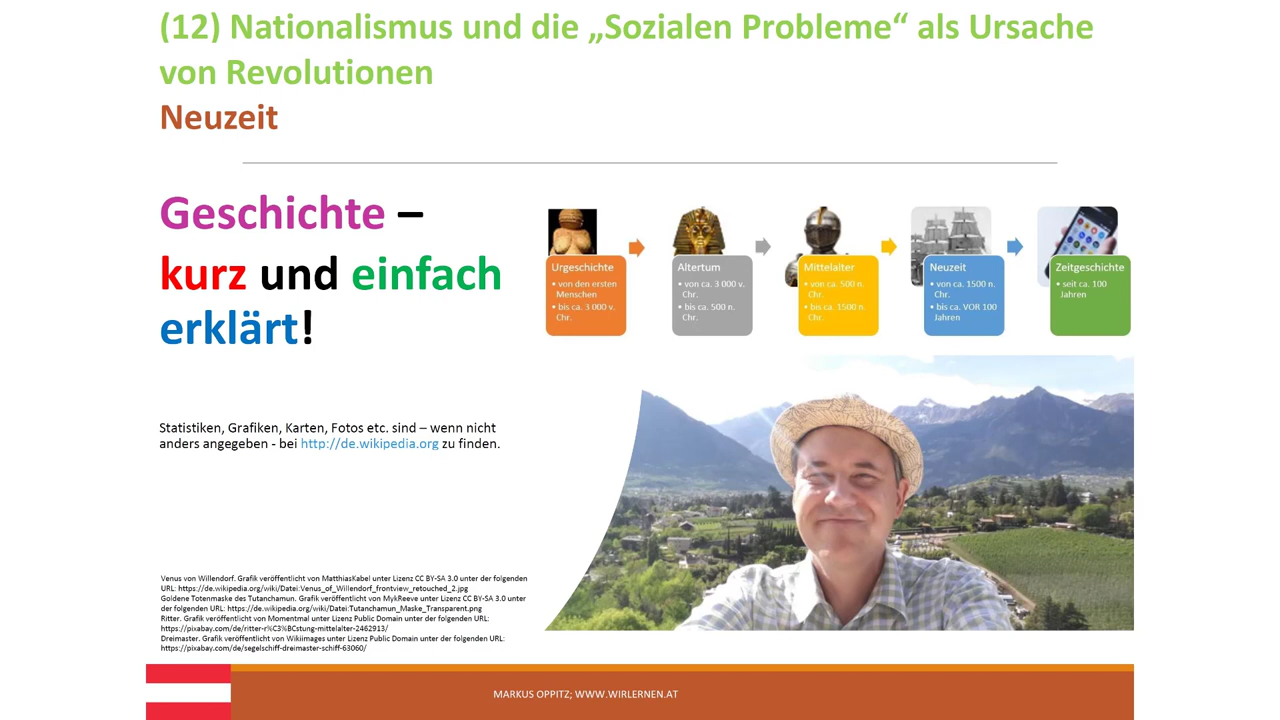 (12) Nationalismus und die „Sozialen Probleme“ als Ursache
von Revolutionen
Neuzeit
Geschichte –
kurz und einfach
erklärt!
Urgeschichte
• von den ersten
Menschen
• bis ca. 3 000 v.
Chr.
Altertum
• von ca. 3 000 v.
Chr.
• bis ca. 500 n.
Chr.
Mittelalter
• von ca. 500 n.
Chr.
• bis ca. 1500 n.
Chr.
Neuzeit
• von ca. 1500 n.
Chr.
• bis ca. VOR 100
Jahren
Zeitgeschichte
• seit ca. 100
Jahren
Statistiken, Grafiken, Karten, Fotos etc. sind – wenn nicht
anders angegeben - bei http://de.wikipedia.org zu finden.
Venus von Willendorf. Grafik veröffentlicht von MatthiasKabel unter Lizenz CC BY-SA 3.0 unter der folgenden
URL: https://de.wikipedia.org/wiki/Datei:Venus_of_Willendorf_frontview_retouched_2.jpg
Goldene Totenmaske des Tutanchamun. Grafik veröffentlicht von MykReeve unter Lizenz CC BY-SA 3.0 unter
der folgenden URL: https://de.wikipedia.org/wiki/Datei:Tutanchamun_Maske_Transparent.png
Ritter. Grafik veröffentlicht von Momentmal unter Lizenz Public Domain unter der folgenden URL:
https://pixabay.com/de/ritter-r%C3%BCstung-mittelalter-2462913/
Dreimaster. Grafik veröffentlicht von Wikiimages unter Lizenz Public Domain unter der folgenden URL:
https://pixabay.com/de/segelschiff-dreimaster-schiff-63060/
MARKUS OPPITZ; WWW.WIRLERNEN.AT